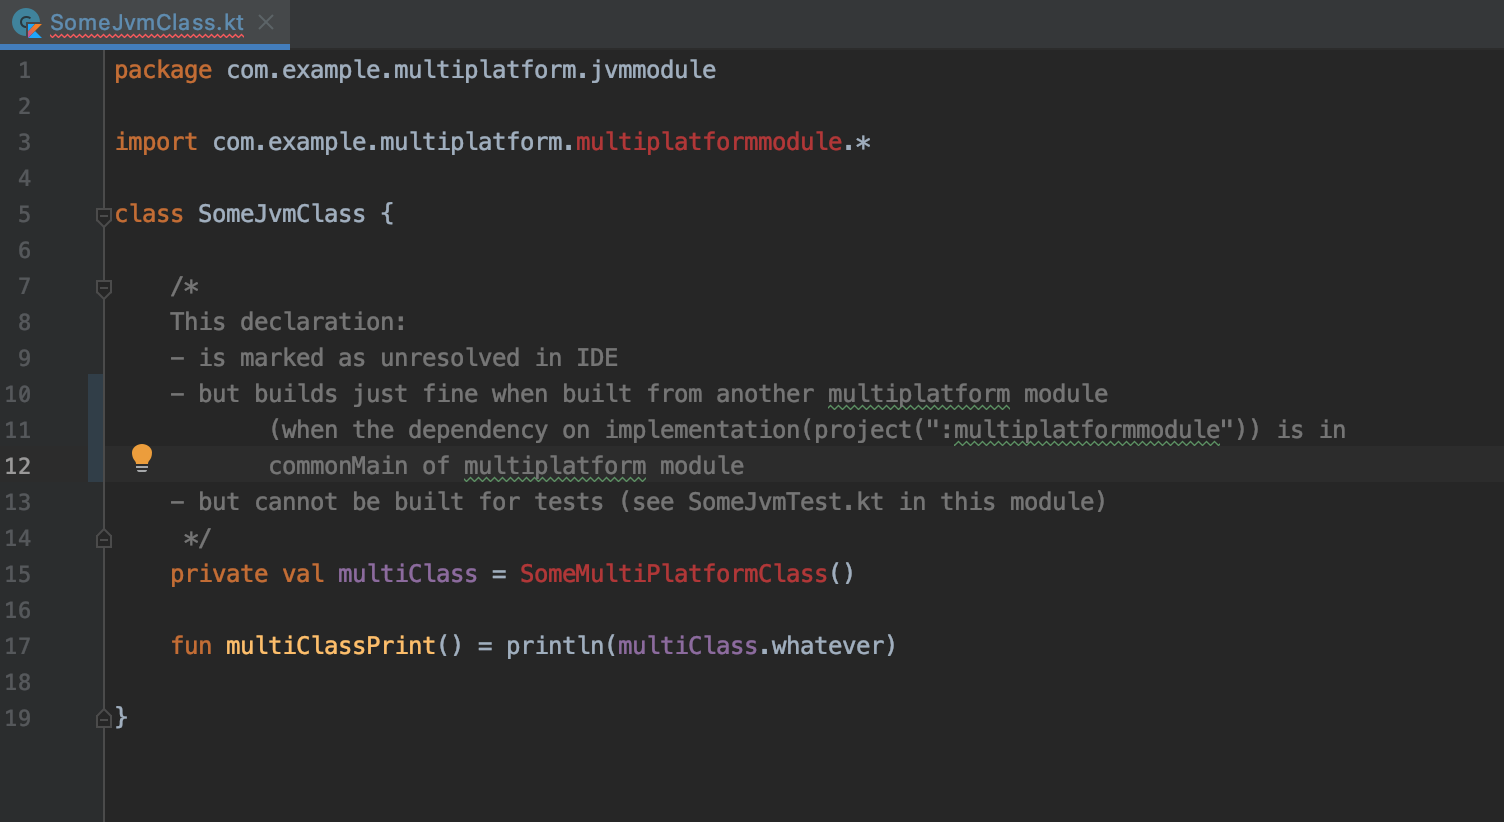 SomeJvmClass.kt
1 package com.example.multiplatform.jvmmodule
2
3 import com.example.multiplatform.multiplatformmodule.*
4
5 class SomeJvmClass {
6
7 /*
8 This declaration:
9 - is marked as unresolved in IDE
10 - but builds just fine when built from another multiplatform module
11 (when the dependency on implementation(project(":multiplatformmodule")) is in
12 commonMain of multiplatform module
13 - but cannot be built for tests (see SomeJvmTest.kt in this module)
14 */
15 private val multiClass = SomeMultiPlatformClass()
16
17 fun multiClassPrint() = println(multiClass.whatever)
18
19 }